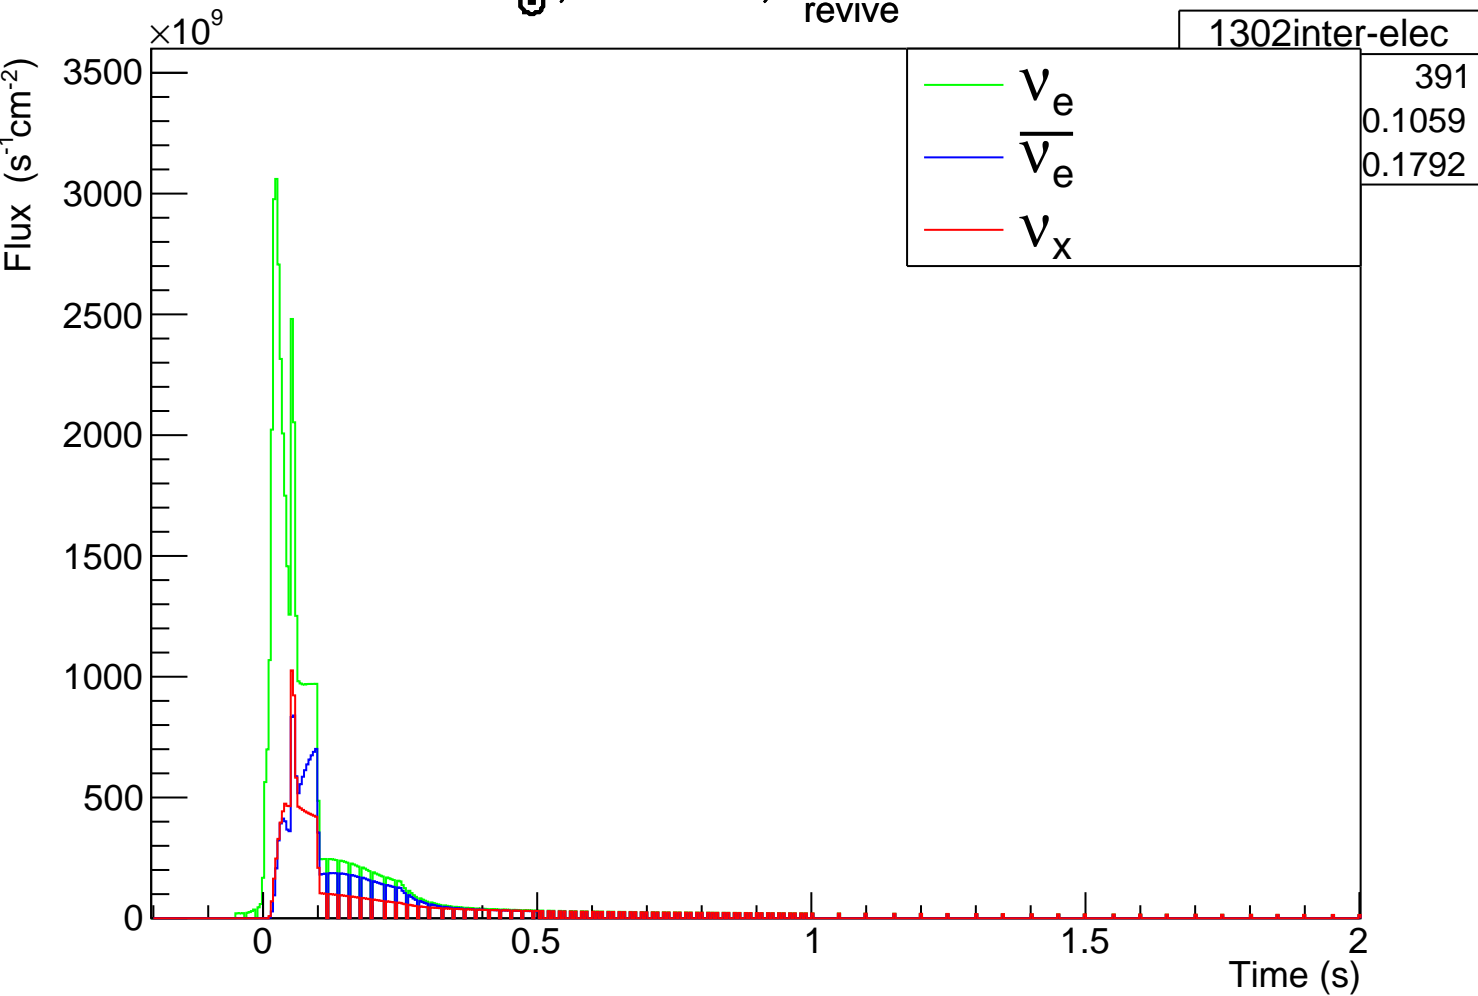 revive
×10⁹
1302inter-elec
391
0.1059
0.1792
νₑ
ν̅ₑ
νₓ
Flux (s⁻¹cm⁻²)
3500
3000
2500
2000
1500
1000
500
0
0 0.5 1 1.5 2
Time (s)